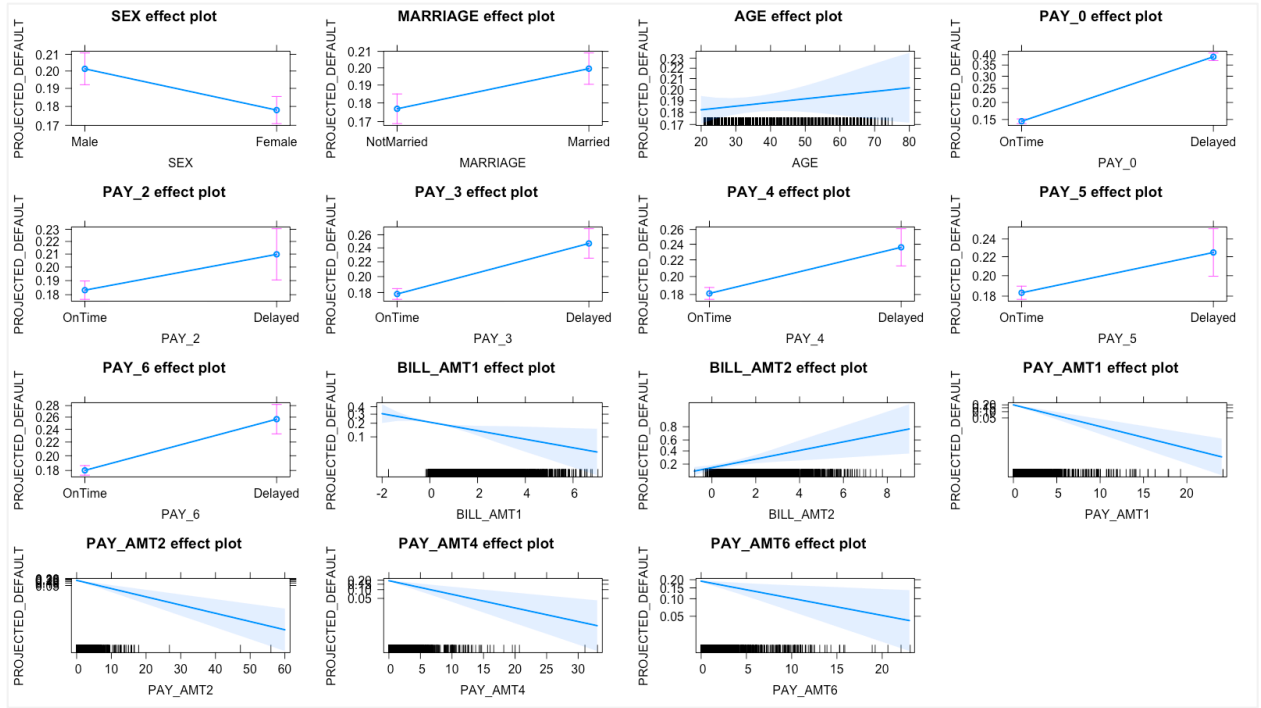 SEX effect plot
PROJECTED_DEFAULT
0.21
0.20
0.19
0.18
0.17
Male Female
SEX
MARRIAGE effect plot
PROJECTED_DEFAULT
0.21
0.20
0.19
0.18
0.17
NotMarried Married
MARRIAGE
AGE effect plot
PROJECTED_DEFAULT
0.23
0.22
0.21
0.20
0.19
0.18
0.17
20 30 40 50 60 70 80
AGE
PAY_0 effect plot
PROJECTED_DEFAULT
0.40
0.35
0.30
0.25
0.20
0.15
OnTime Delayed
PAY_0
PAY_2 effect plot
PROJECTED_DEFAULT
0.23
0.22
0.21
0.20
0.19
0.18
OnTime Delayed
PAY_2
PAY_3 effect plot
PROJECTED_DEFAULT
0.26
0.24
0.22
0.20
0.18
OnTime Delayed
PAY_3
PAY_4 effect plot
PROJECTED_DEFAULT
0.26
0.24
0.22
0.20
0.18
OnTime Delayed
PAY_4
PAY_5 effect plot
PROJECTED_DEFAULT
0.24
0.22
0.20
0.18
OnTime Delayed
PAY_5
PAY_6 effect plot
PROJECTED_DEFAULT
0.28
0.26
0.24
0.22
0.20
0.18
OnTime Delayed
PAY_6
BILL_AMT1 effect plot
PROJECTED_DEFAULT
0.4
0.3
0.2
0.1
-2 0 2 4 6
BILL_AMT1
BILL_AMT2 effect plot
PROJECTED_DEFAULT
0.8
0.6
0.4
0.2
0 2 4 6 8
BILL_AMT2
PAY_AMT1 effect plot
PROJECTED_DEFAULT
0.20
0.05
0 5 10 15 20
PAY_AMT1
PAY_AMT2 effect plot
PROJECTED_DEFAULT
0 10 20 30 40 50 60
PAY_AMT2
PAY_AMT4 effect plot
PROJECTED_DEFAULT
0.20
0.10
0.05
0 5 10 15 20 25 30
PAY_AMT4
PAY_AMT6 effect plot
PROJECTED_DEFAULT
0.20
0.15
0.10
0.05
0 5 10 15 20
PAY_AMT6